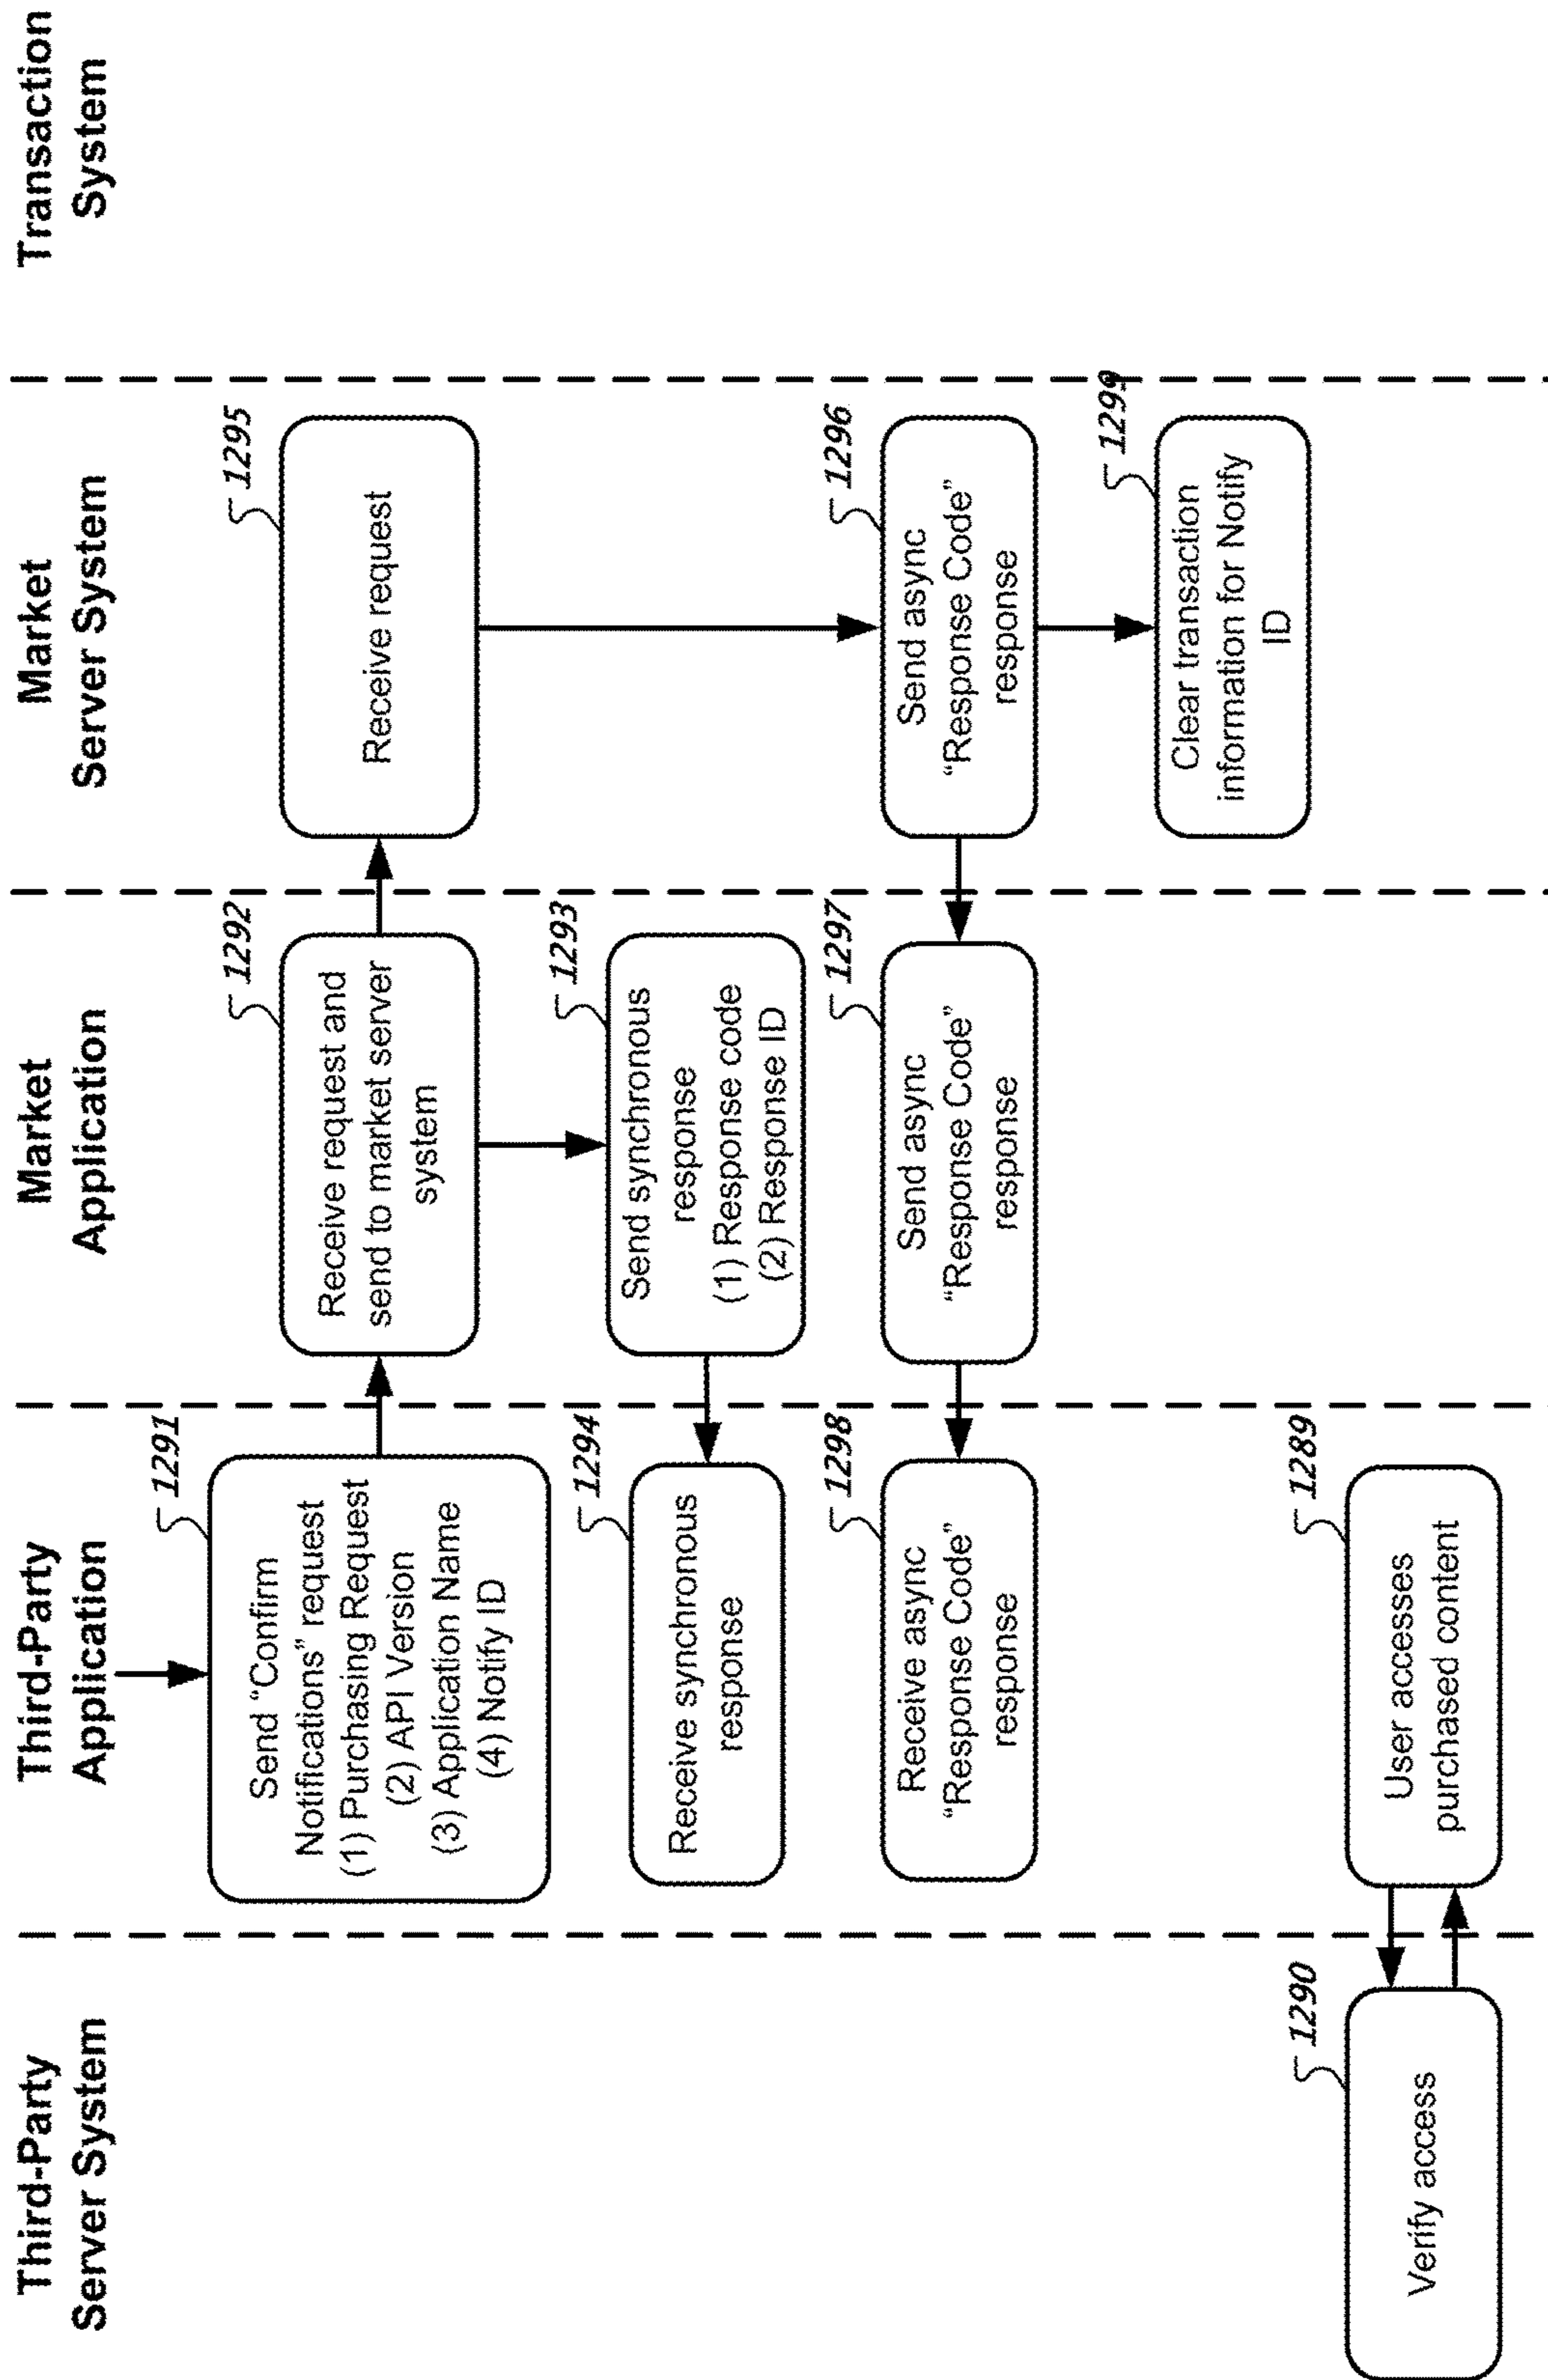 Third-Party
Server System
Third-Party
Application
Market
Application
Market
Server System
Transaction
System
1291
Send “Confirm
Notifications” request
(1) Purchasing Request
(2) API Version
(3) Application Name
(4) Notify ID
1292
Receive request and
send to market server
system
1295
Receive request
1294
Receive synchronous
response
1293
Send synchronous
response
(1) Response code
(2) Response ID
1298
Receive async
“Response Code”
response
1297
Send async
“Response Code”
response
1296
Send async
“Response Code”
response
1299
Clear transaction
information for Notify
ID
1290
Verify access
1289
User accesses
purchased content